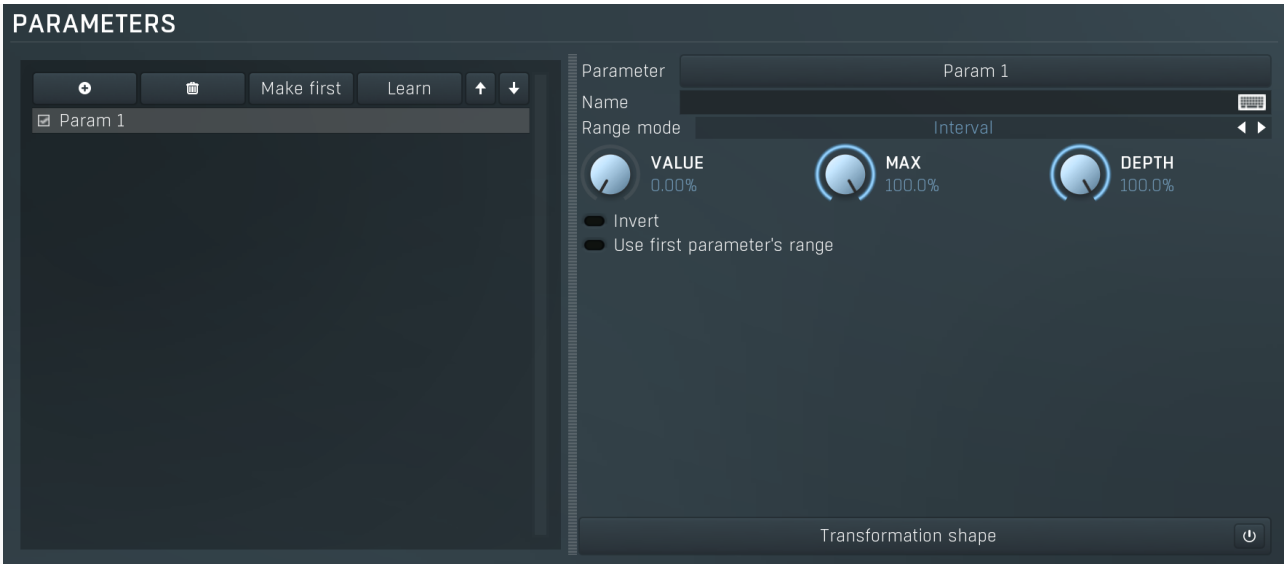 PARAMETERS
Make first
Learn
Param 1
Parameter
Param 1
Name
Range mode
Interval
VALUE
0.00%
MAX
100.0%
DEPTH
100.0%
Invert
Use first parameter's range
Transformation shape